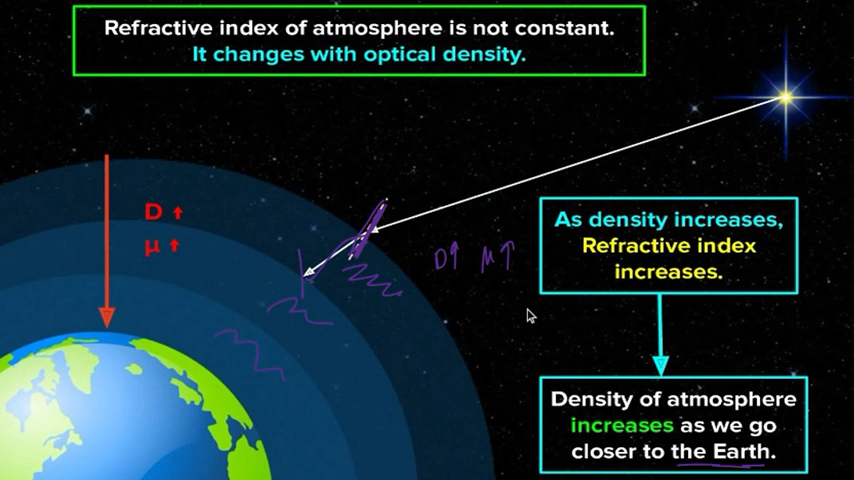 Refractive index of atmosphere is not constant.
It changes with optical density.
D ↑
μ ↑
D↑ μ↑
As density increases,
Refractive index
increases.
Density of atmosphere
increases as we go
closer to the Earth.